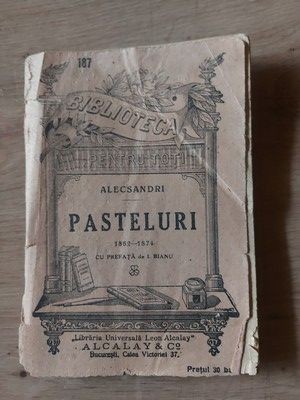 187
BIBLIOTECA
PENTRU TOȚI
ALECSANDRI
PASTELURI
1862—1874
CU PREFAȚĂ de I. BIANU
„Librăria Universală Leon Alcalay"
ALCALAY & Co.
București, Calea Victoriei 37.
Prețul 30 b